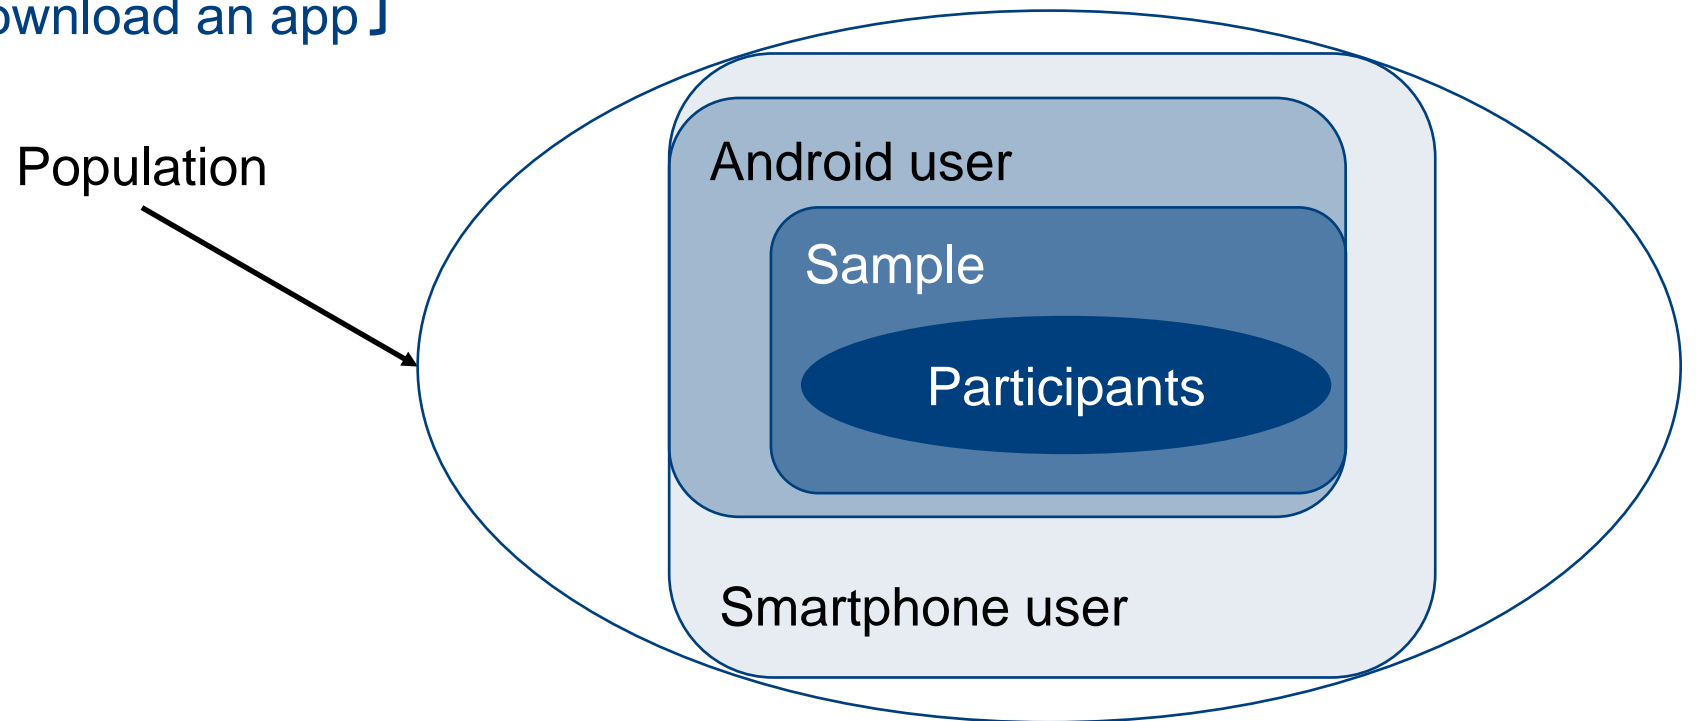 ownload an app
Population
Android user
Sample
Participants
Smartphone user